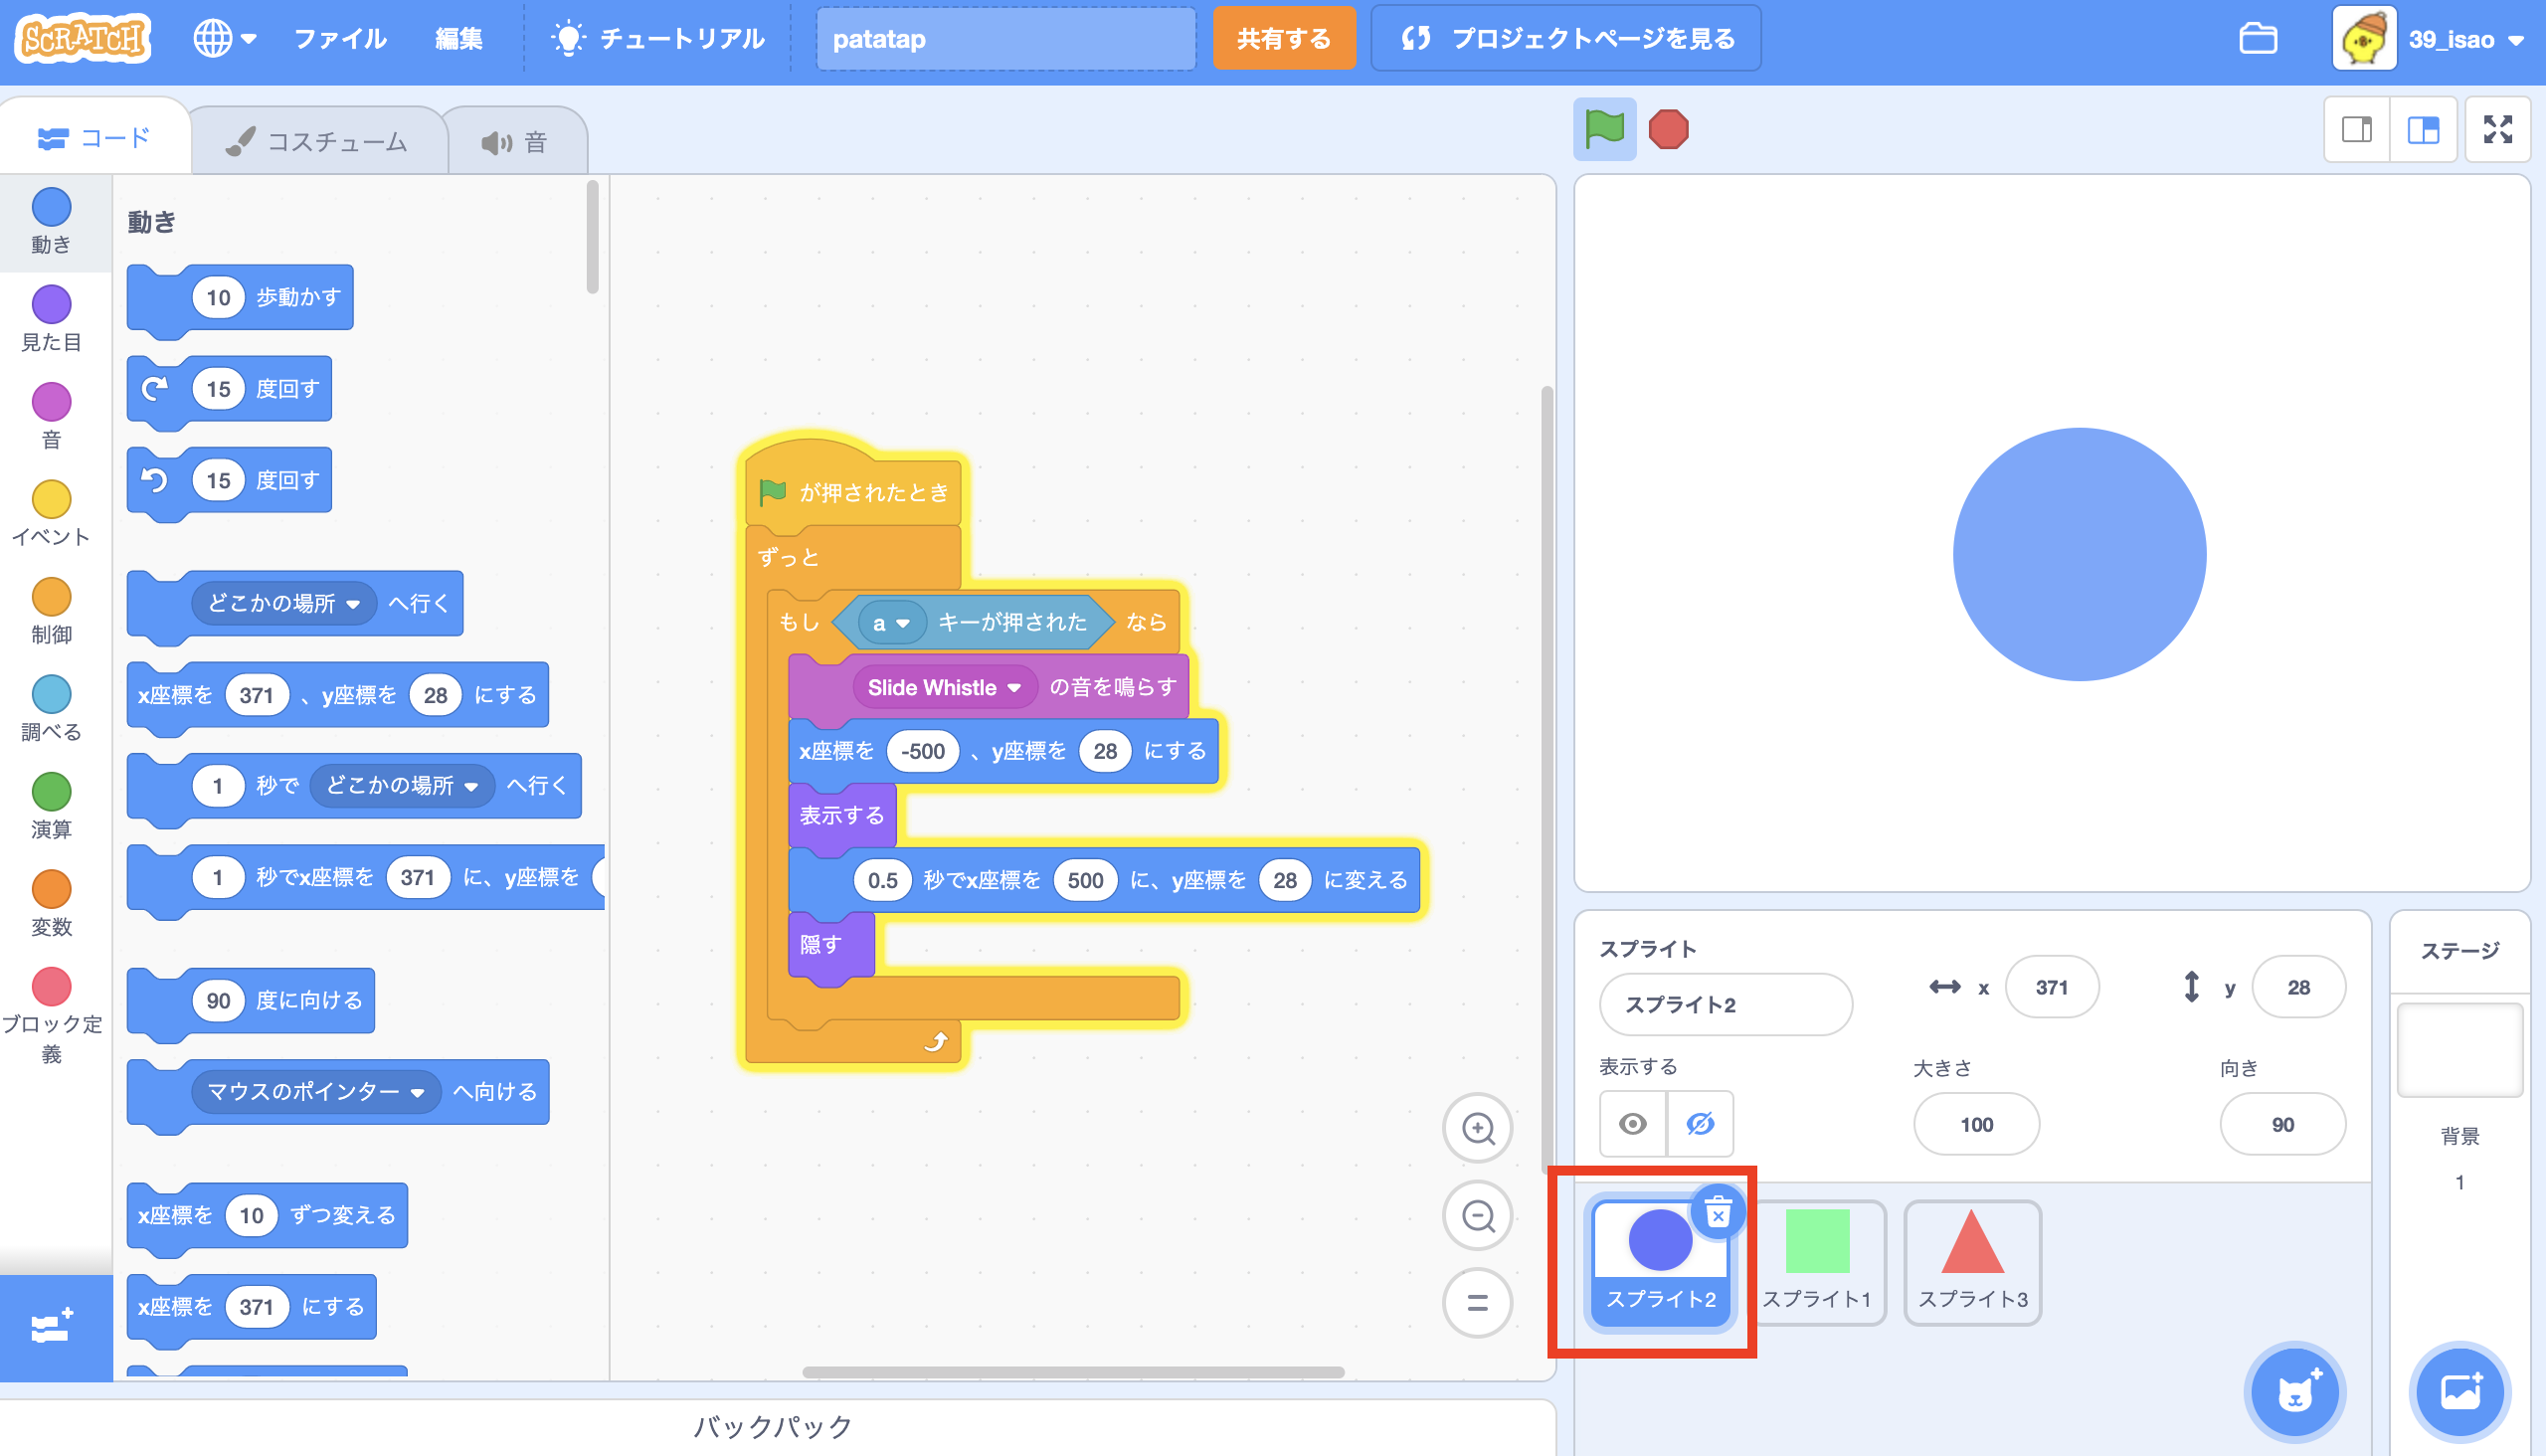 SCRATCH
ファイル
編集
チュートリアル
patatap
共有する
プロジェクトページを見る
39_isao
コード
コスチューム
音
動き
見た目
音
イベント
制御
調べる
演算
変数
ブロック定
義
動き
10 歩動かす
15 度回す
15 度回す
どこかの場所 へ行く
x座標を 371 、y座標を 28 にする
1 秒で どこかの場所 へ行く
1 秒でx座標を 371 に、y座標を
90 度に向ける
マウスのポインター へ向ける
x座標を 10 ずつ変える
x座標を 371 にする
が押されたとき
ずっと
もし a キーが押された なら
Slide Whistle の音を鳴らす
x座標を -500 、y座標を 28 にする
表示する
0.5 秒でx座標を 500 に、y座標を 28 に変える
隠す
バックパック
スプライト
スプライト2
x 371
y 28
表示する
大きさ
100
向き
90
スプライト2
スプライト1
スプライト3
ステージ
背景
1